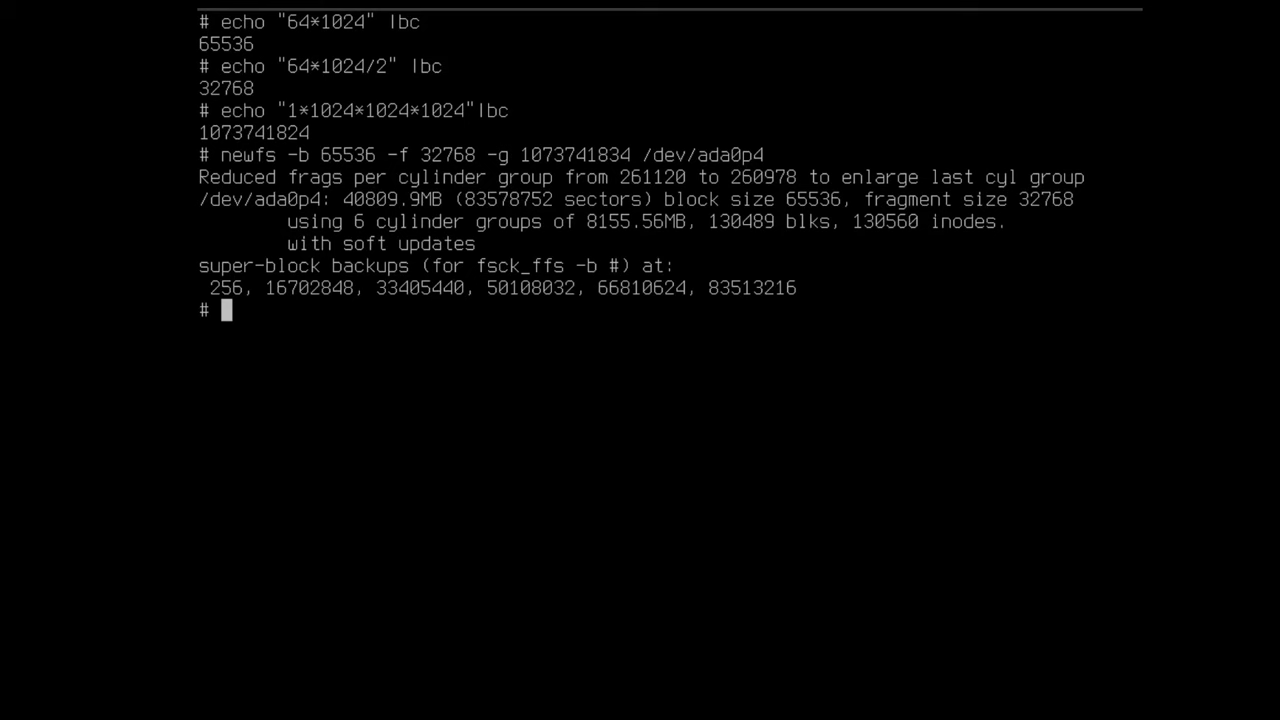 # echo "64*1024" |bc
65536
# echo "64*1024/2" |bc
32768
# echo "1*1024*1024*1024"|bc
1073741824
# newfs -b 65536 -f 32768 -g 1073741834 /dev/ada0p4
Reduced frags per cylinder group from 261120 to 260978 to enlarge last cyl group
/dev/ada0p4: 40809.9MB (83578752 sectors) block size 65536, fragment size 32768
using 6 cylinder groups of 8155.56MB, 130489 blks, 130560 inodes.
with soft updates
super-block backups (for fsck_ffs -b #) at:
256, 16702848, 33405440, 50108032, 66810624, 83513216
#